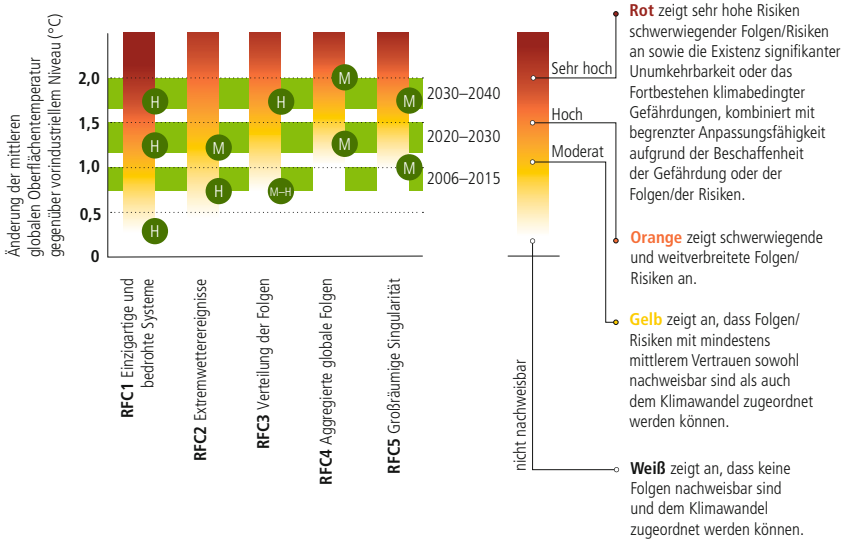 Änderung der mittleren
globalen Oberflächentemperatur
gegenüber vorindustriellem Niveau (°C)
2,0
1,5
1,0
0,5
0
H
H
H
M
H
H
M–H
M
M
M
M
2030–2040
2020–2030
2006–2015
RFC1 Einzigartige und
bedrohte Systeme
RFC2 Extremwetterereignisse
RFC3 Verteilung der Folgen
RFC4 Aggregierte globale Folgen
RFC5 Großräumige Singularität
Sehr hoch
Hoch
Moderat
nicht nachweisbar
Rot zeigt sehr hohe Risiken
schwerwiegender Folgen/Risiken
an sowie die Existenz signifikanter
Unumkehrbarkeit oder das
Fortbestehen klimabedingter
Gefährdungen, kombiniert mit
begrenzter Anpassungsfähigkeit
aufgrund der Beschaffenheit
der Gefährdung oder der
Folgen/der Risiken.
Orange zeigt schwerwiegende
und weitverbreitete Folgen/
Risiken an.
Gelb zeigt an, dass Folgen/
Risiken mit mindestens
mittlerem Vertrauen sowohl
nachweisbar sind als auch
dem Klimawandel zugeordnet
werden können.
Weiß zeigt an, dass keine
Folgen nachweisbar sind
und dem Klimawandel
zugeordnet werden können.